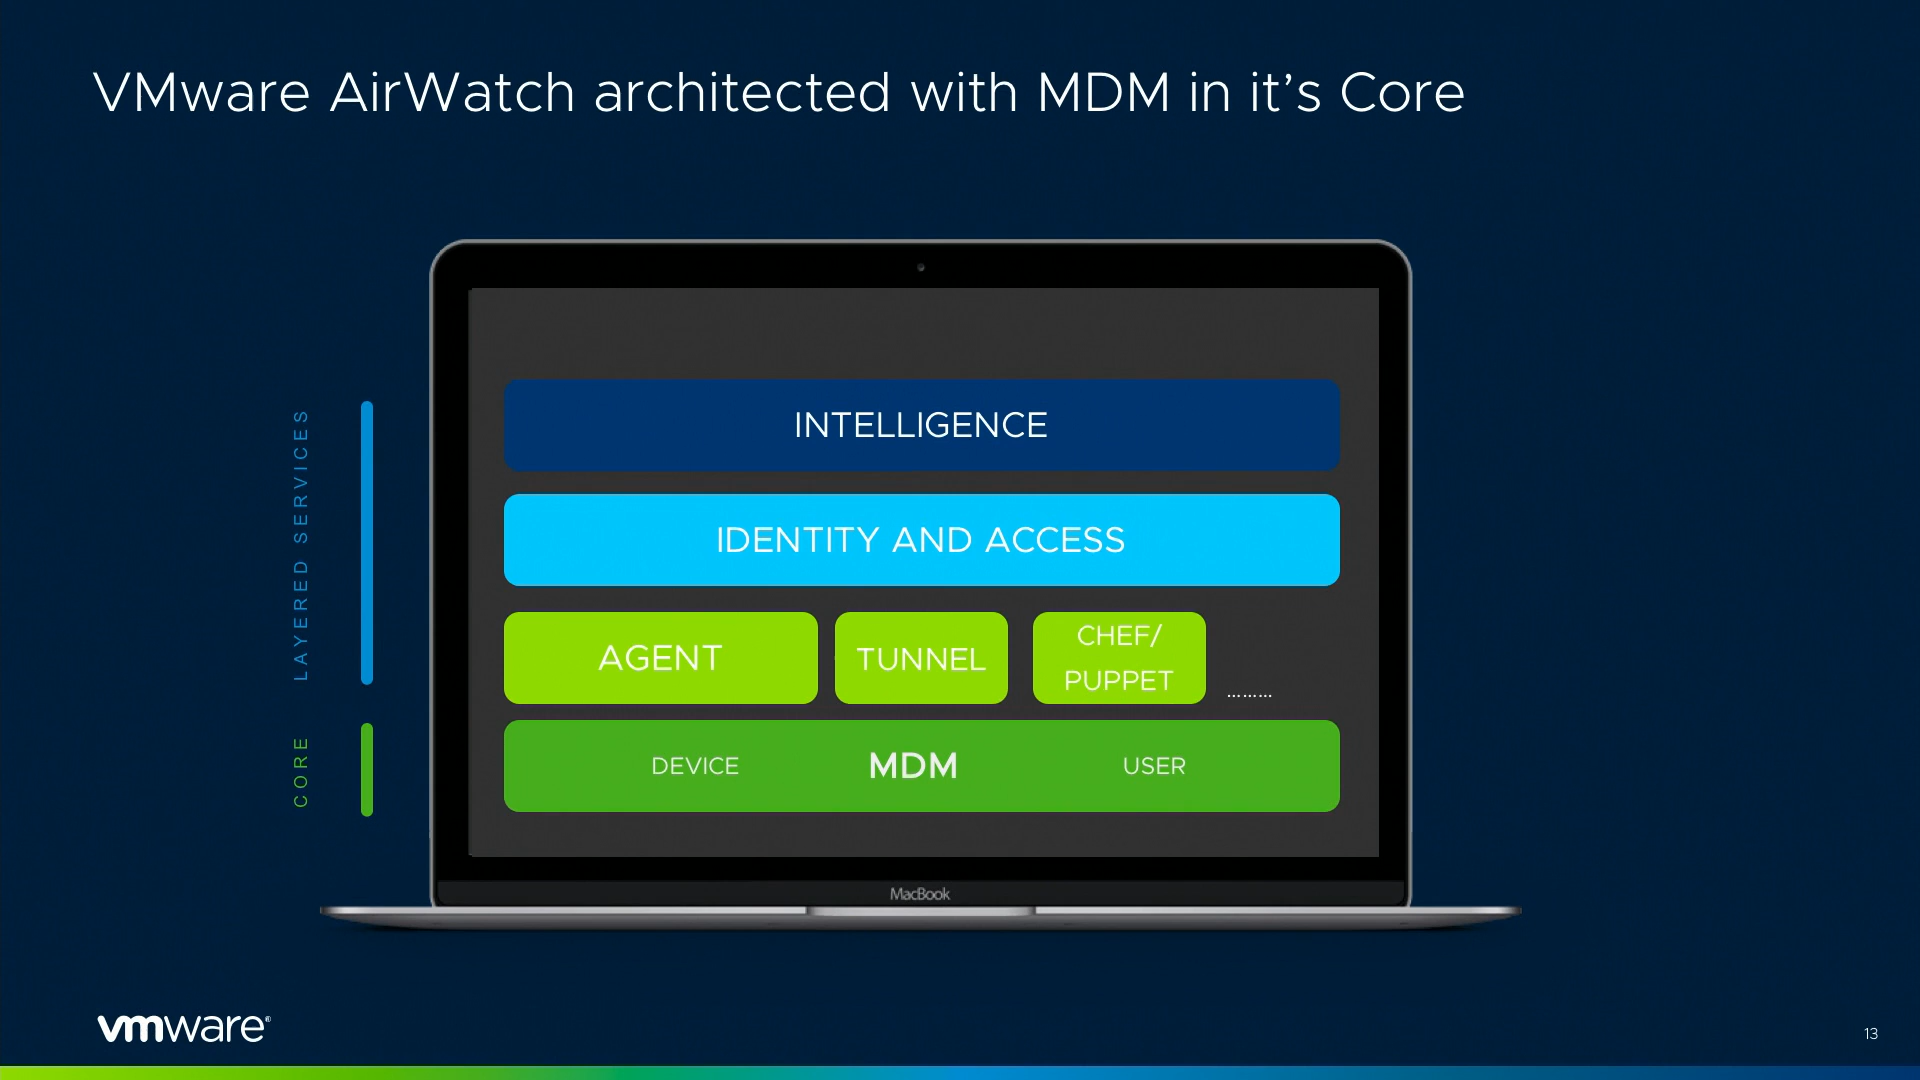 VMware AirWatch architected with MDM in it’s Core
LAYERED SERVICES
CORE
INTELLIGENCE
IDENTITY AND ACCESS
AGENT
TUNNEL
CHEF/
PUPPET
.........
DEVICE
MDM
USER
MacBook
vmware®
13